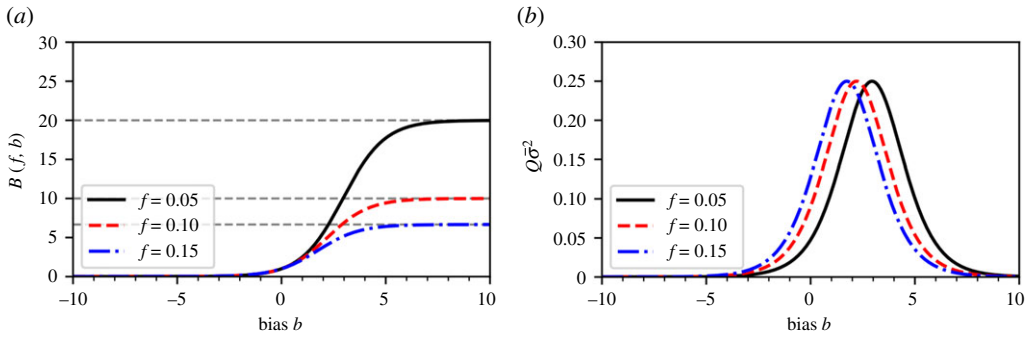 (a)
30
20
15
10
5
0
B (f, b)
f = 0.05
f = 0.10
f = 0.15
–10
–5
0
5
10
bias b
(b)
0.30
0.25
0.20
0.15
0.10
0.05
0
Qσ̄²
f = 0.05
f = 0.10
f = 0.15
–10
–5
0
5
10
bias b